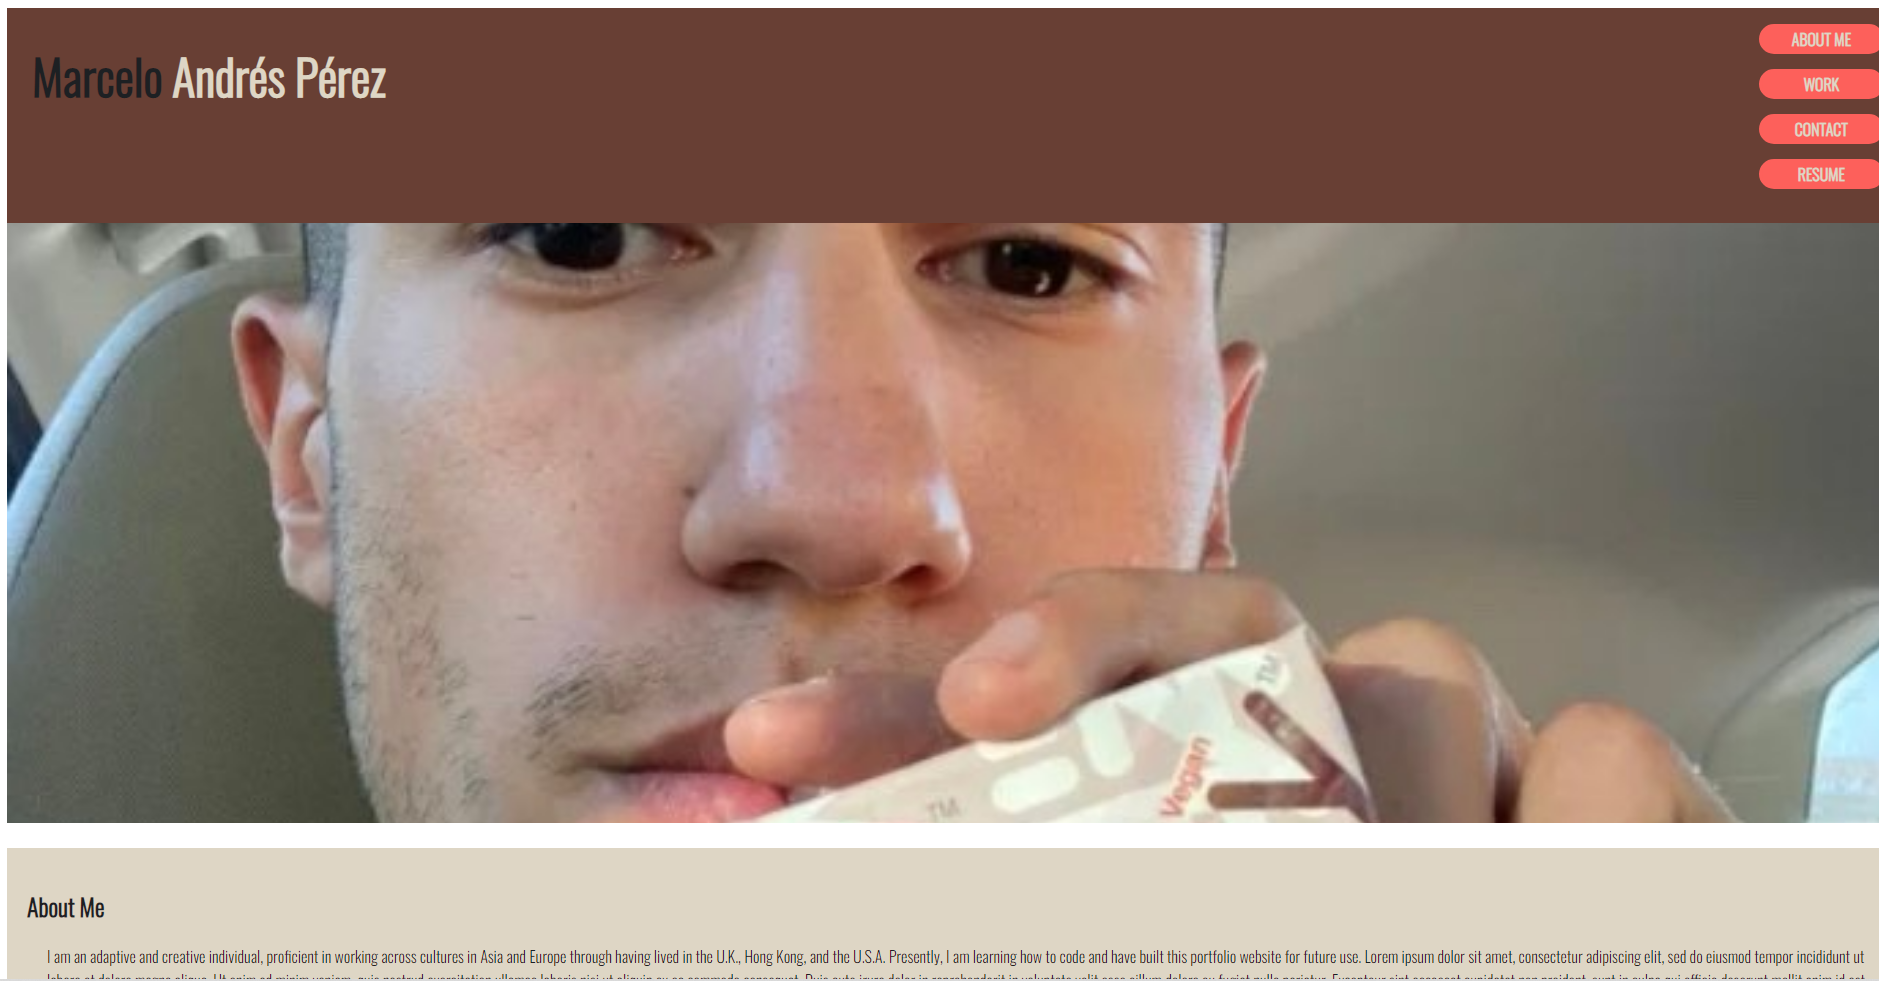 Marcelo Andrés Pérez
ABOUT ME
WORK
CONTACT
RESUME
TM
Vegan
TM
About Me
I am an adaptive and creative individual, proficient in working across cultures in Asia and Europe through having lived in the U.K., Hong Kong, and the U.S.A. Presently, I am learning how to code and have built this portfolio website for future use. Lorem ipsum dolor sit amet, consectetur adipiscing elit, sed do eiusmod tempor incididunt ut